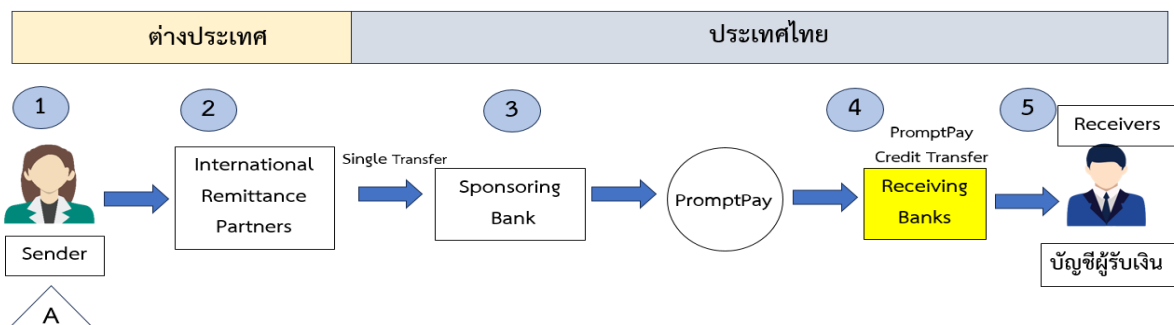 ต่างประเทศ
ประเทศไทย
1
2
3
4
5
Sender
International
Remittance
Partners
Single Transfer
Sponsoring
Bank
PromptPay
PromptPay
Credit Transfer
Receiving
Banks
Receivers
บัญชีผู้รับเงิน
A